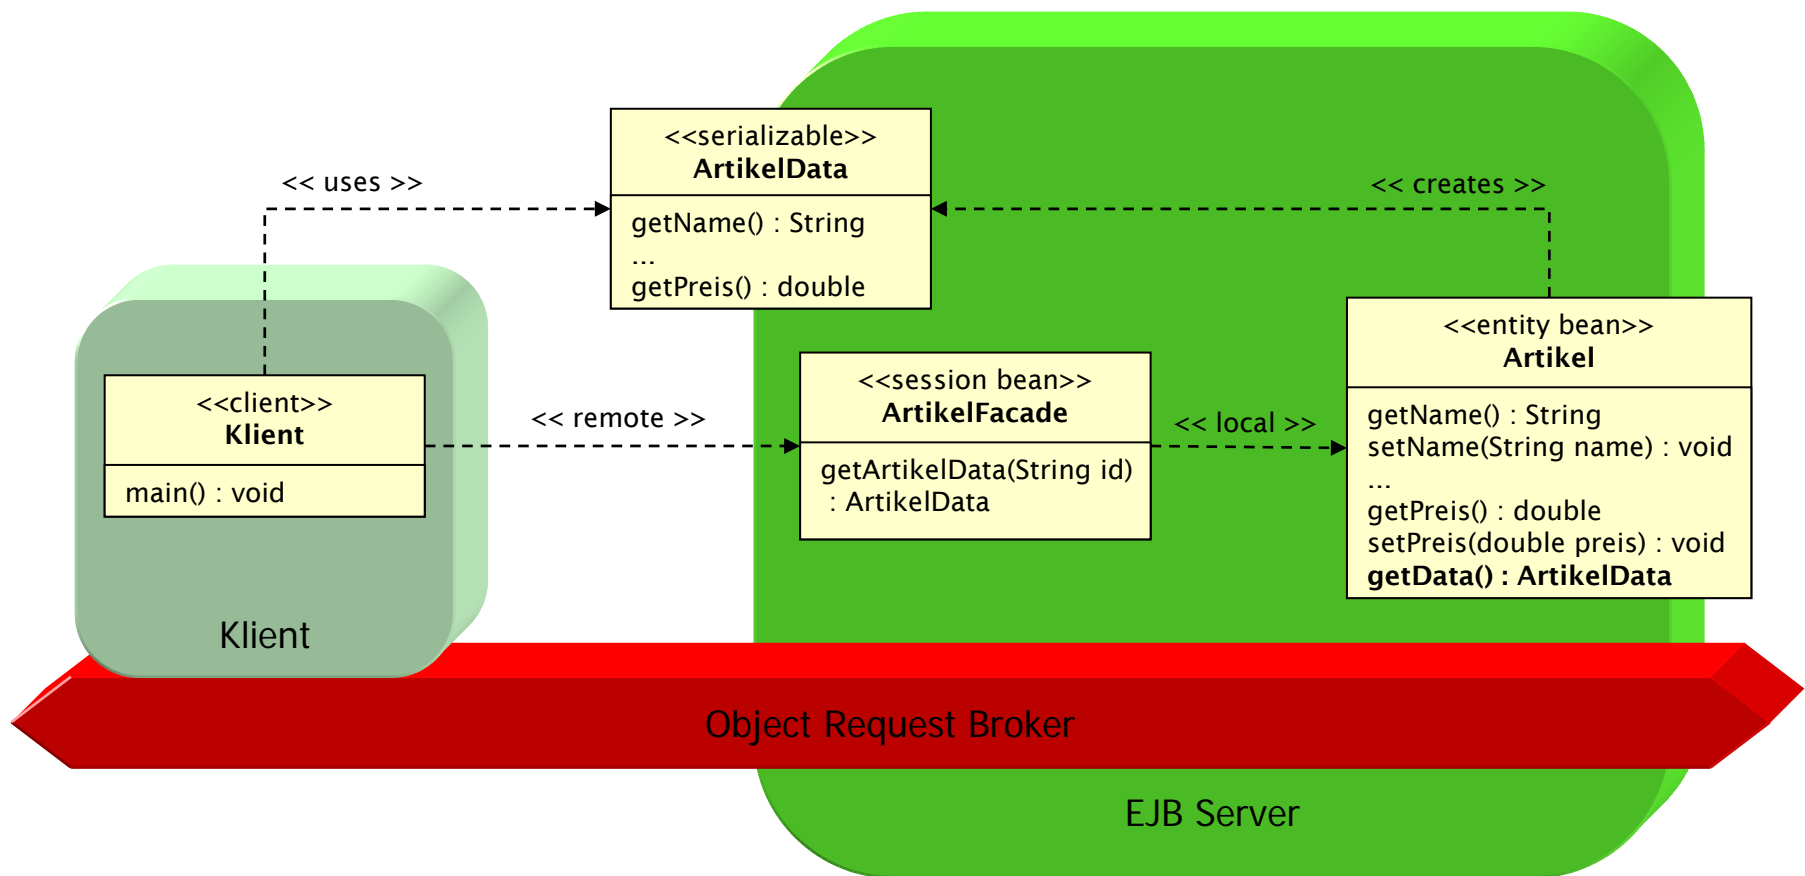 <<serializable>>
ArtikelData
getName() : String
...
getPreis() : double
<< uses >>
<< creates >>
<<client>>
Klient
main() : void
<< remote >>
<<session bean>>
ArtikelFacade
getArtikelData(String id)
: ArtikelData
<< local >>
<<entity bean>>
Artikel
getName() : String
setName(String name) : void
...
getPreis() : double
setPreis(double preis) : void
getData() : ArtikelData
Klient
Object Request Broker
EJB Server